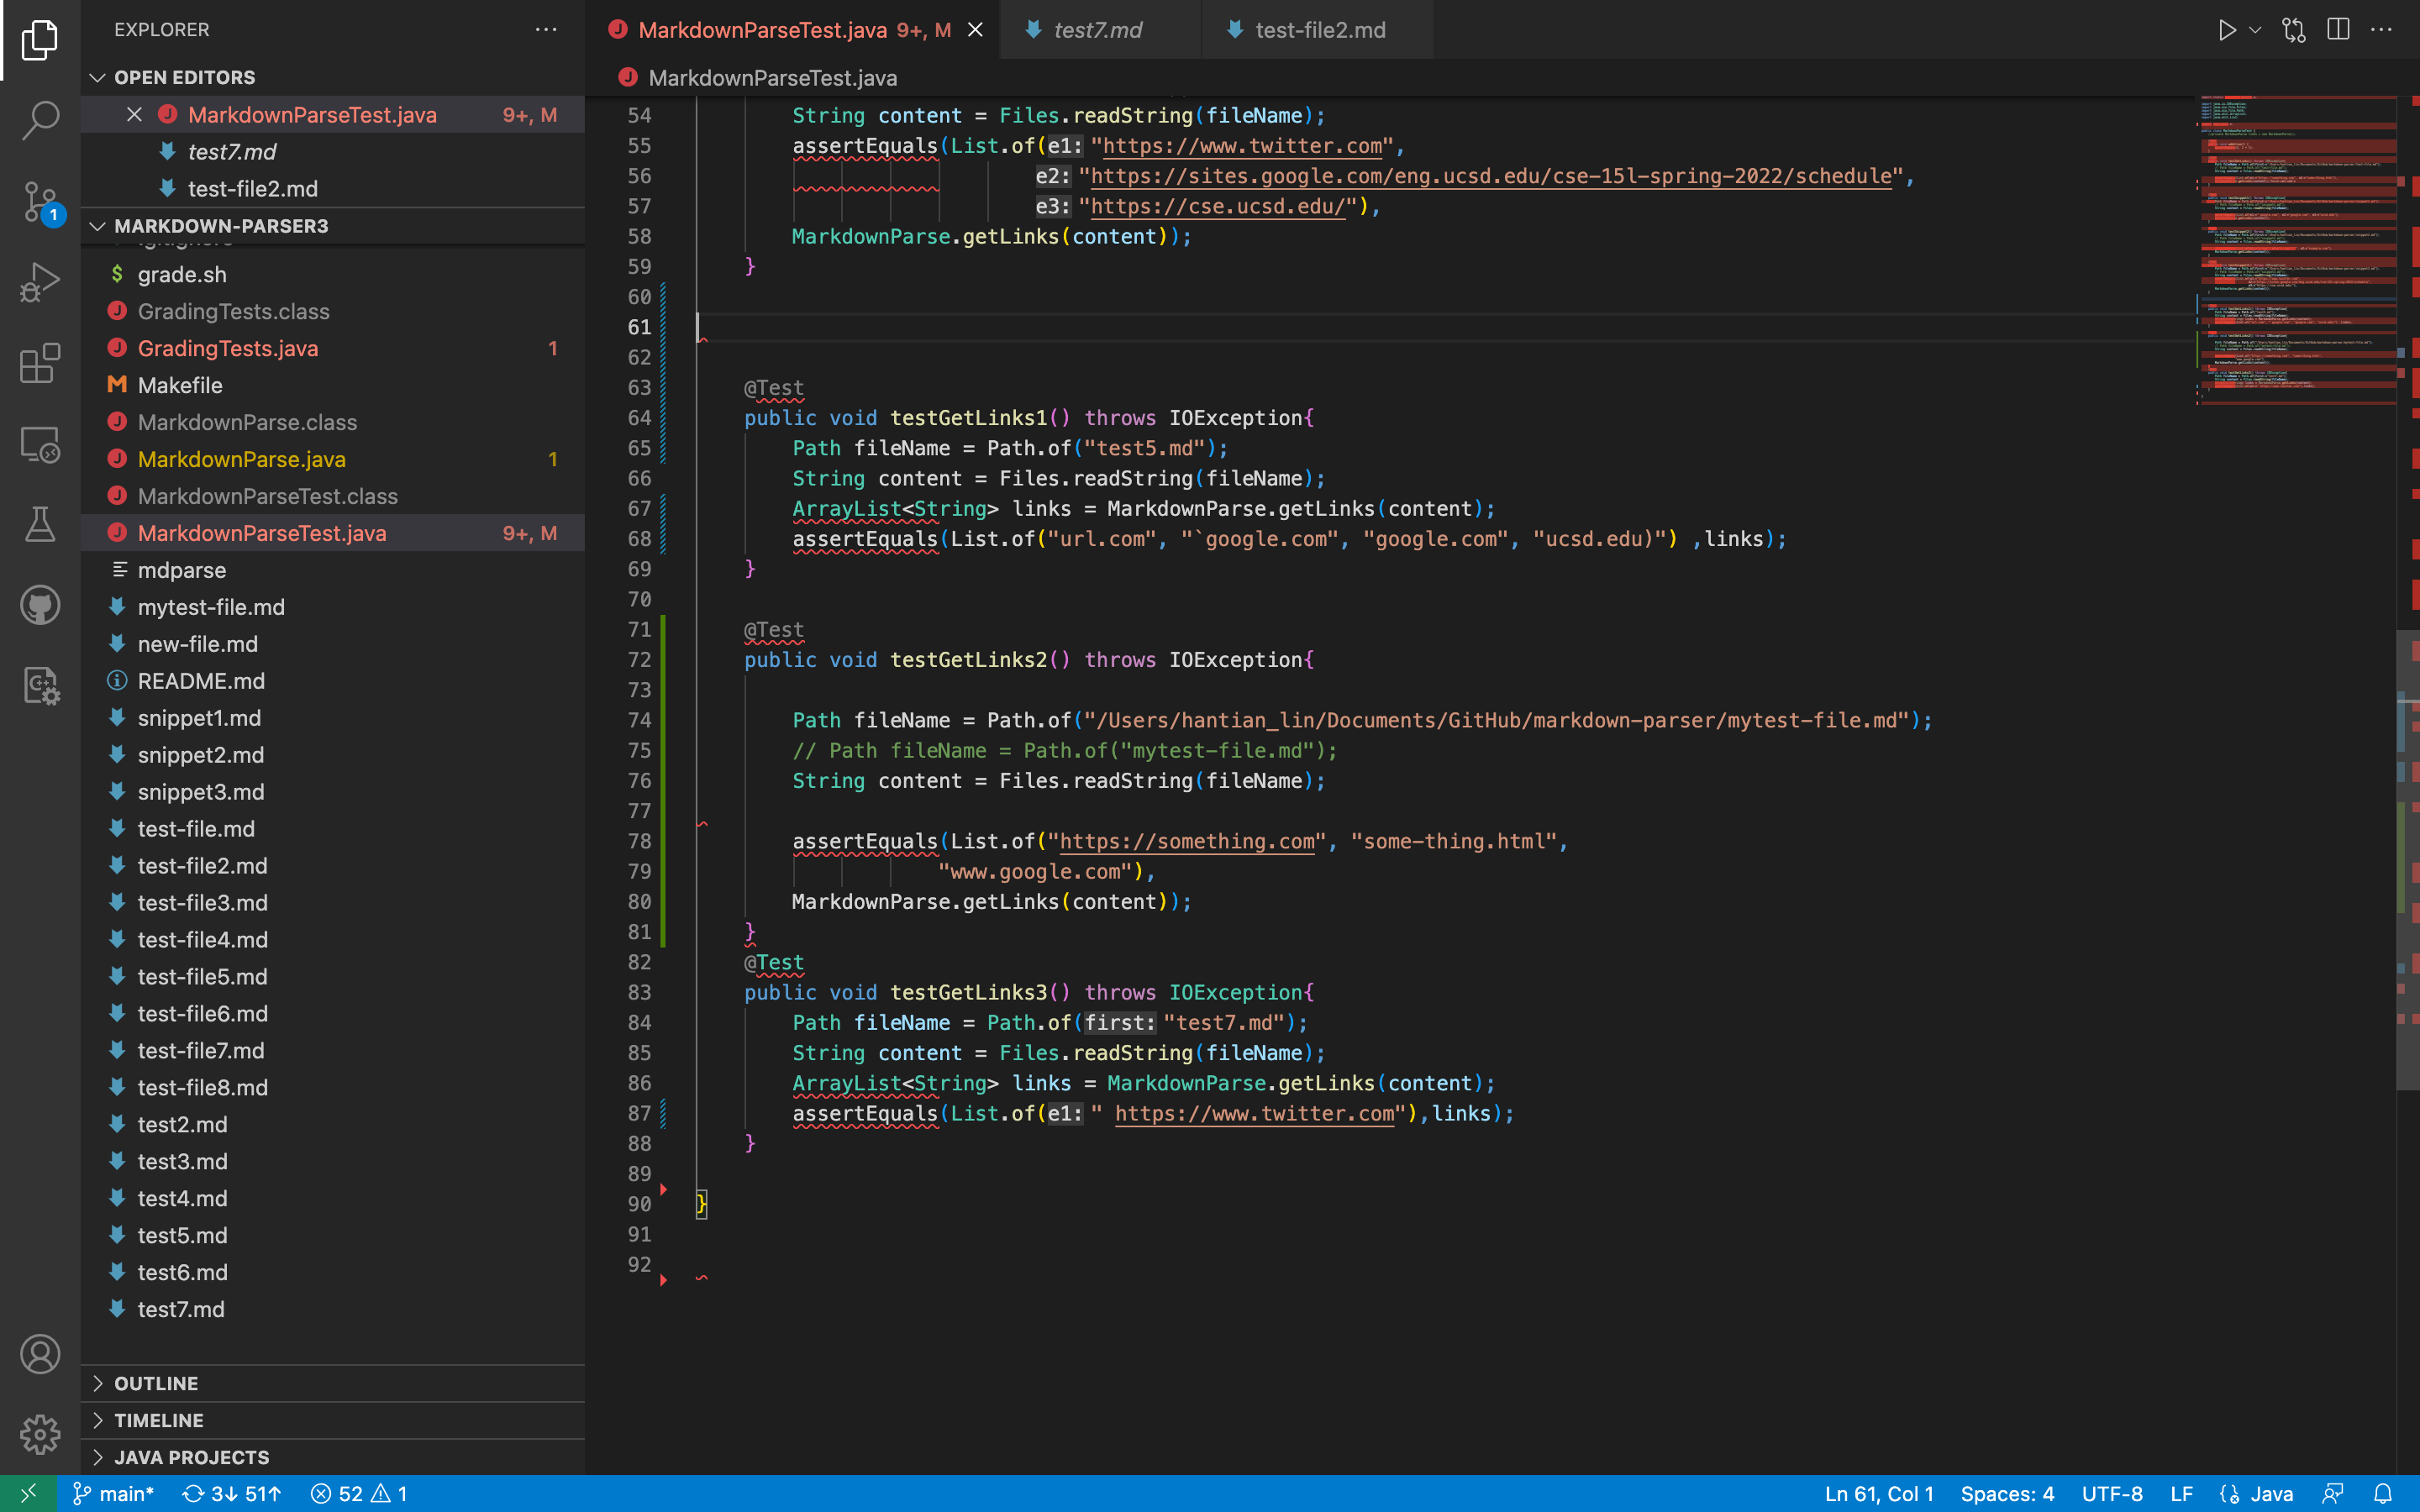 EXPLORER
OPEN EDITORS
MarkdownParseTest.java 9+, M
test7.md
test-file2.md
MARKDOWN-PARSER3
grade.sh
GradingTests.class
GradingTests.java 1
Makefile
MarkdownParse.class
MarkdownParse.java 1
MarkdownParseTest.class
MarkdownParseTest.java 9+, M
mdparse
mytest-file.md
new-file.md
README.md
snippet1.md
snippet2.md
snippet3.md
test-file.md
test-file2.md
test-file3.md
test-file4.md
test-file5.md
test-file6.md
test-file7.md
test-file8.md
test2.md
test3.md
test4.md
test5.md
test6.md
test7.md
OUTLINE
TIMELINE
JAVA PROJECTS
MarkdownParseTest.java 9+, M test7.md test-file2.md
MarkdownParseTest.java
54 String content = Files.readString(fileName);
55 assertEquals(List.of(e1: "https://www.twitter.com",
56 e2: "https://sites.google.com/eng.ucsd.edu/cse-15l-spring-2022/schedule",
57 e3: "https://cse.ucsd.edu/"),
58 MarkdownParse.getLinks(content));
59 }
60
61
62
63 @Test
64 public void testGetLinks1() throws IOException{
65 Path fileName = Path.of("test5.md");
66 String content = Files.readString(fileName);
67 ArrayList<String> links = MarkdownParse.getLinks(content);
68 assertEquals(List.of("url.com", "`google.com", "google.com", "ucsd.edu)") ,links);
69 }
70
71 @Test
72 public void testGetLinks2() throws IOException{
73
74 Path fileName = Path.of("/Users/hantian_lin/Documents/GitHub/markdown-parser/mytest-file.md");
75 // Path fileName = Path.of("mytest-file.md");
76 String content = Files.readString(fileName);
77
78 assertEquals(List.of("https://something.com", "some-thing.html",
79 "www.google.com"),
80 MarkdownParse.getLinks(content));
81 }
82 @Test
83 public void testGetLinks3() throws IOException{
84 Path fileName = Path.of(first: "test7.md");
85 String content = Files.readString(fileName);
86 ArrayList<String> links = MarkdownParse.getLinks(content);
87 assertEquals(List.of(e1: " https://www.twitter.com"),links);
88 }
89
90 }
91
92
1
main* 3↓ 51↑ 52 1 Ln 61, Col 1 Spaces: 4 UTF-8 LF Java